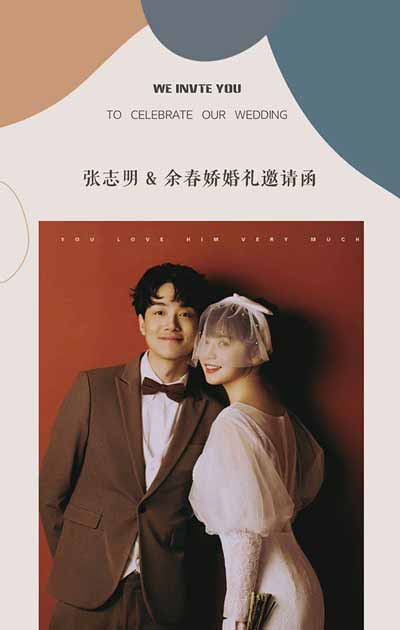 WE INVTE YOU
TO CELEBRATE OUR WEDDING
张志明 & 余春娇婚礼邀请函
YOU LOVE HIM VERY MUCH